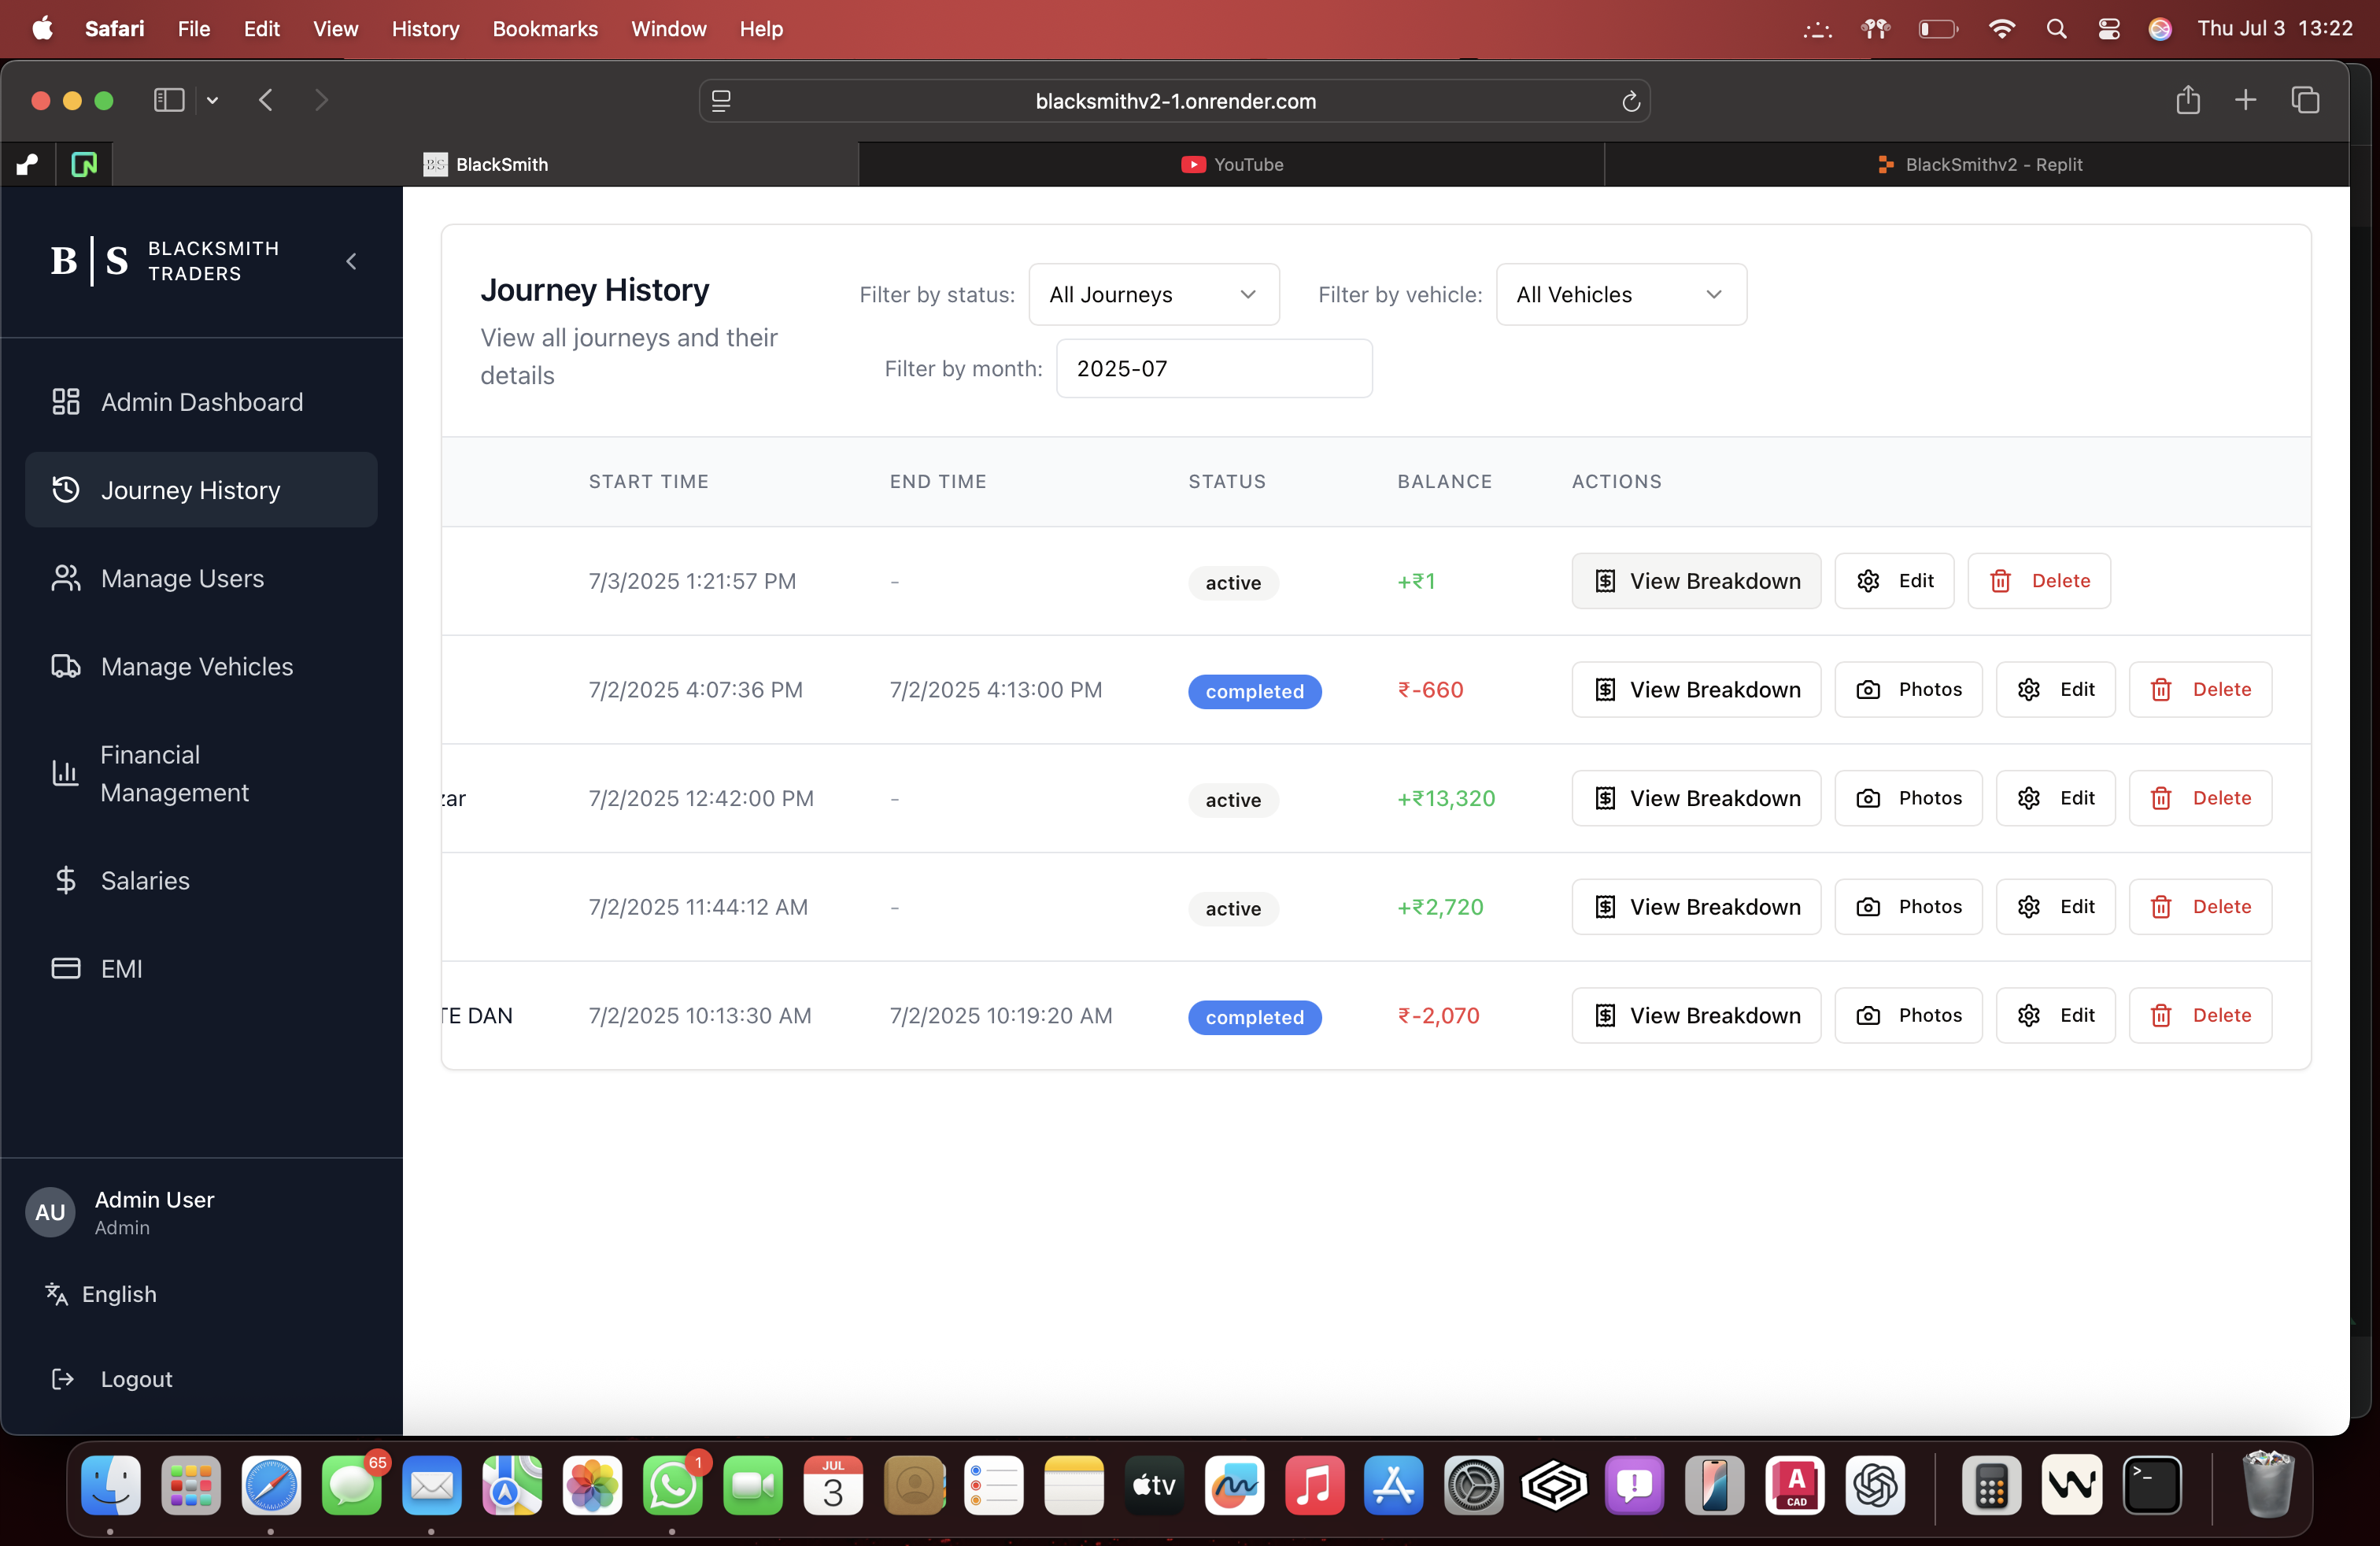 Safari File Edit View History Bookmarks Window Help Thu Jul 3 13:22
blacksmithv2-1.onrender.com
BS BlackSmith YouTube BlackSmithv2 - Replit
B|S BLACKSMITH
TRADERS
Admin Dashboard
Journey History
Manage Users
Manage Vehicles
Financial
Management
Salaries
EMI
AU Admin User
Admin
English
Logout
Journey History
View all journeys and their
details
Filter by status: All Journeys Filter by vehicle: All Vehicles
Filter by month: 2025-07
START TIME END TIME STATUS BALANCE ACTIONS
7/3/2025 1:21:57 PM - active +₹1 View Breakdown Edit Delete
7/2/2025 4:07:36 PM 7/2/2025 4:13:00 PM completed ₹-660 View Breakdown Photos Edit Delete
zar 7/2/2025 12:42:00 PM - active +₹13,320 View Breakdown Photos Edit Delete
7/2/2025 11:44:12 AM - active +₹2,720 View Breakdown Photos Edit Delete
TE DAN 7/2/2025 10:13:30 AM 7/2/2025 10:19:20 AM completed ₹-2,070 View Breakdown Photos Edit Delete
65 1 JUL 3 tv A CAD >_